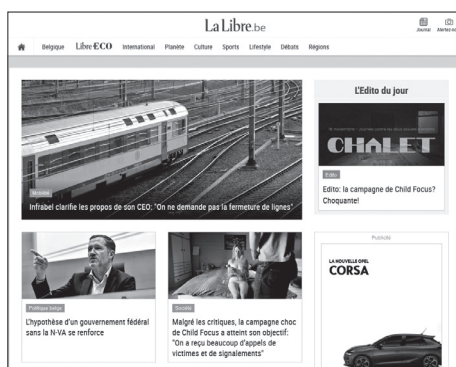 La Libre.be
Journal
Belgique Libre ECO International Planète Culture Sports Lifestyle Débats Régions
Infrabel clarifie les propos de son CEO: "On ne demande pas la fermeture de lignes"
L'Edito du jour
CHALET
Edito
Edito: la campagne de Child Focus?
Choquante!
Politique belge
L'hypothèse d'un gouvernement fédéral
sans la N-VA se renforce
Société
Malgré les critiques, la campagne choc
de Child Focus a atteint son objectif:
"On a reçu beaucoup d'appels de
victimes et de signalements"
Publicité
LA NOUVELLE OPEL
CORSA